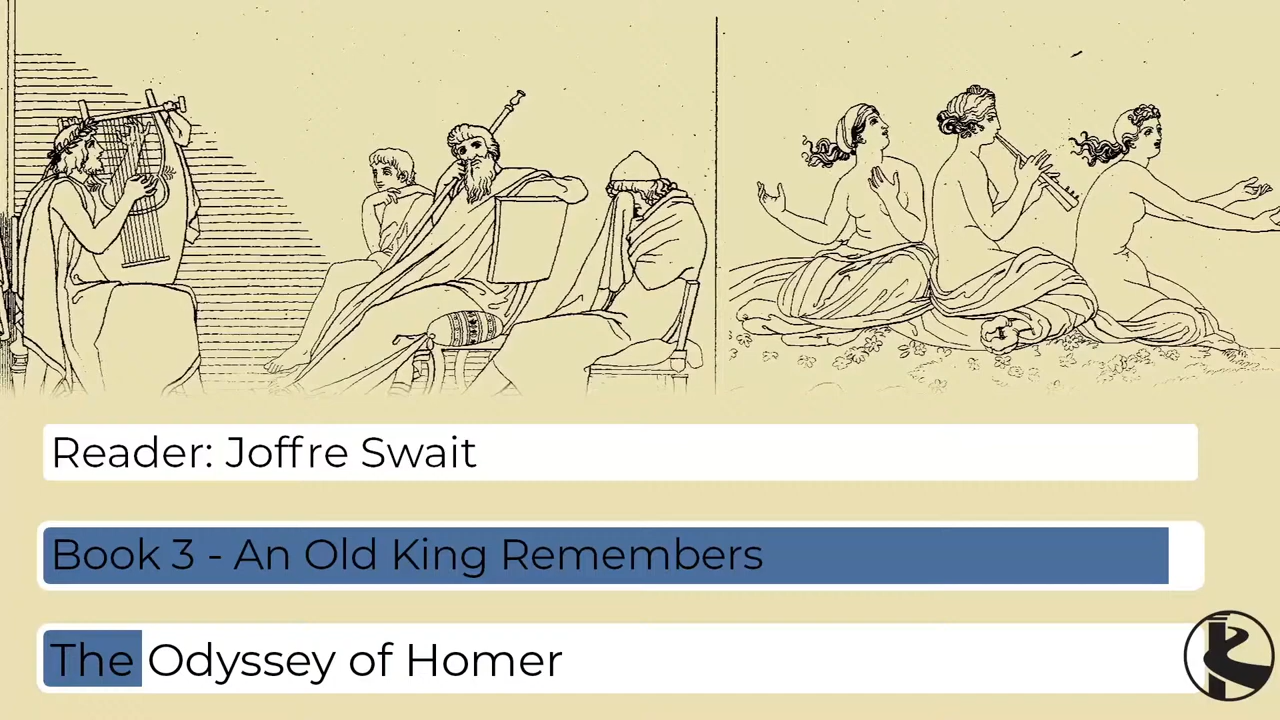 Reader: Joffre Swait
Book 3 - An Old King Remembers
The Odyssey of Homer